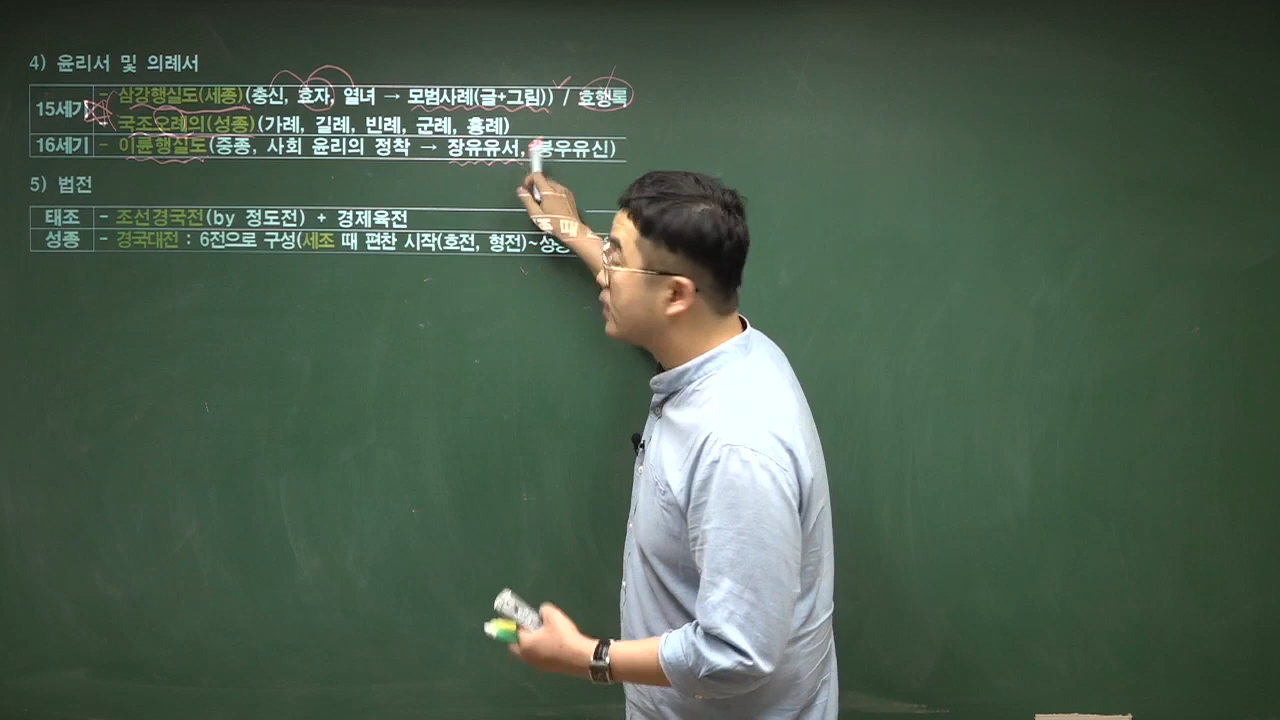 4) 윤리서 및 의례서
15세기 - 삼강행실도(세종)(충신, 효자, 열녀 → 모범사례(글+그림)) / 효행록
- 국조오례의(성종)(가례, 길례, 빈례, 군례, 흉례)
16세기 - 이륜행실도(중종, 사회 윤리의 정착 → 장유유서, 붕우유신)
5) 법전
태조 - 조선경국전(by 정도전) + 경제육전
성종 - 경국대전 : 6전으로 구성(세조 때 편찬 시작(호전, 형전)~성종